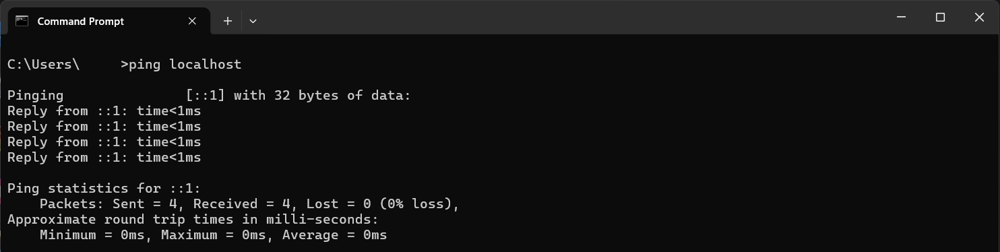 Command Prompt
C:\Users\     >ping localhost
Pinging               [::1] with 32 bytes of data:
Reply from ::1: time<1ms
Reply from ::1: time<1ms
Reply from ::1: time<1ms
Reply from ::1: time<1ms
Ping statistics for ::1:
    Packets: Sent = 4, Received = 4, Lost = 0 (0% loss),
Approximate round trip times in milli-seconds:
    Minimum = 0ms, Maximum = 0ms, Average = 0ms